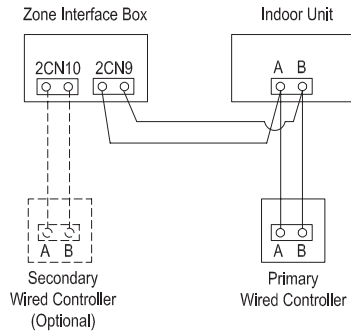 Zone Interface Box
Indoor Unit
2CN10 2CN9
A B
A B
A B
Secondary
Wired Controller
(Optional)
Primary
Wired Controller